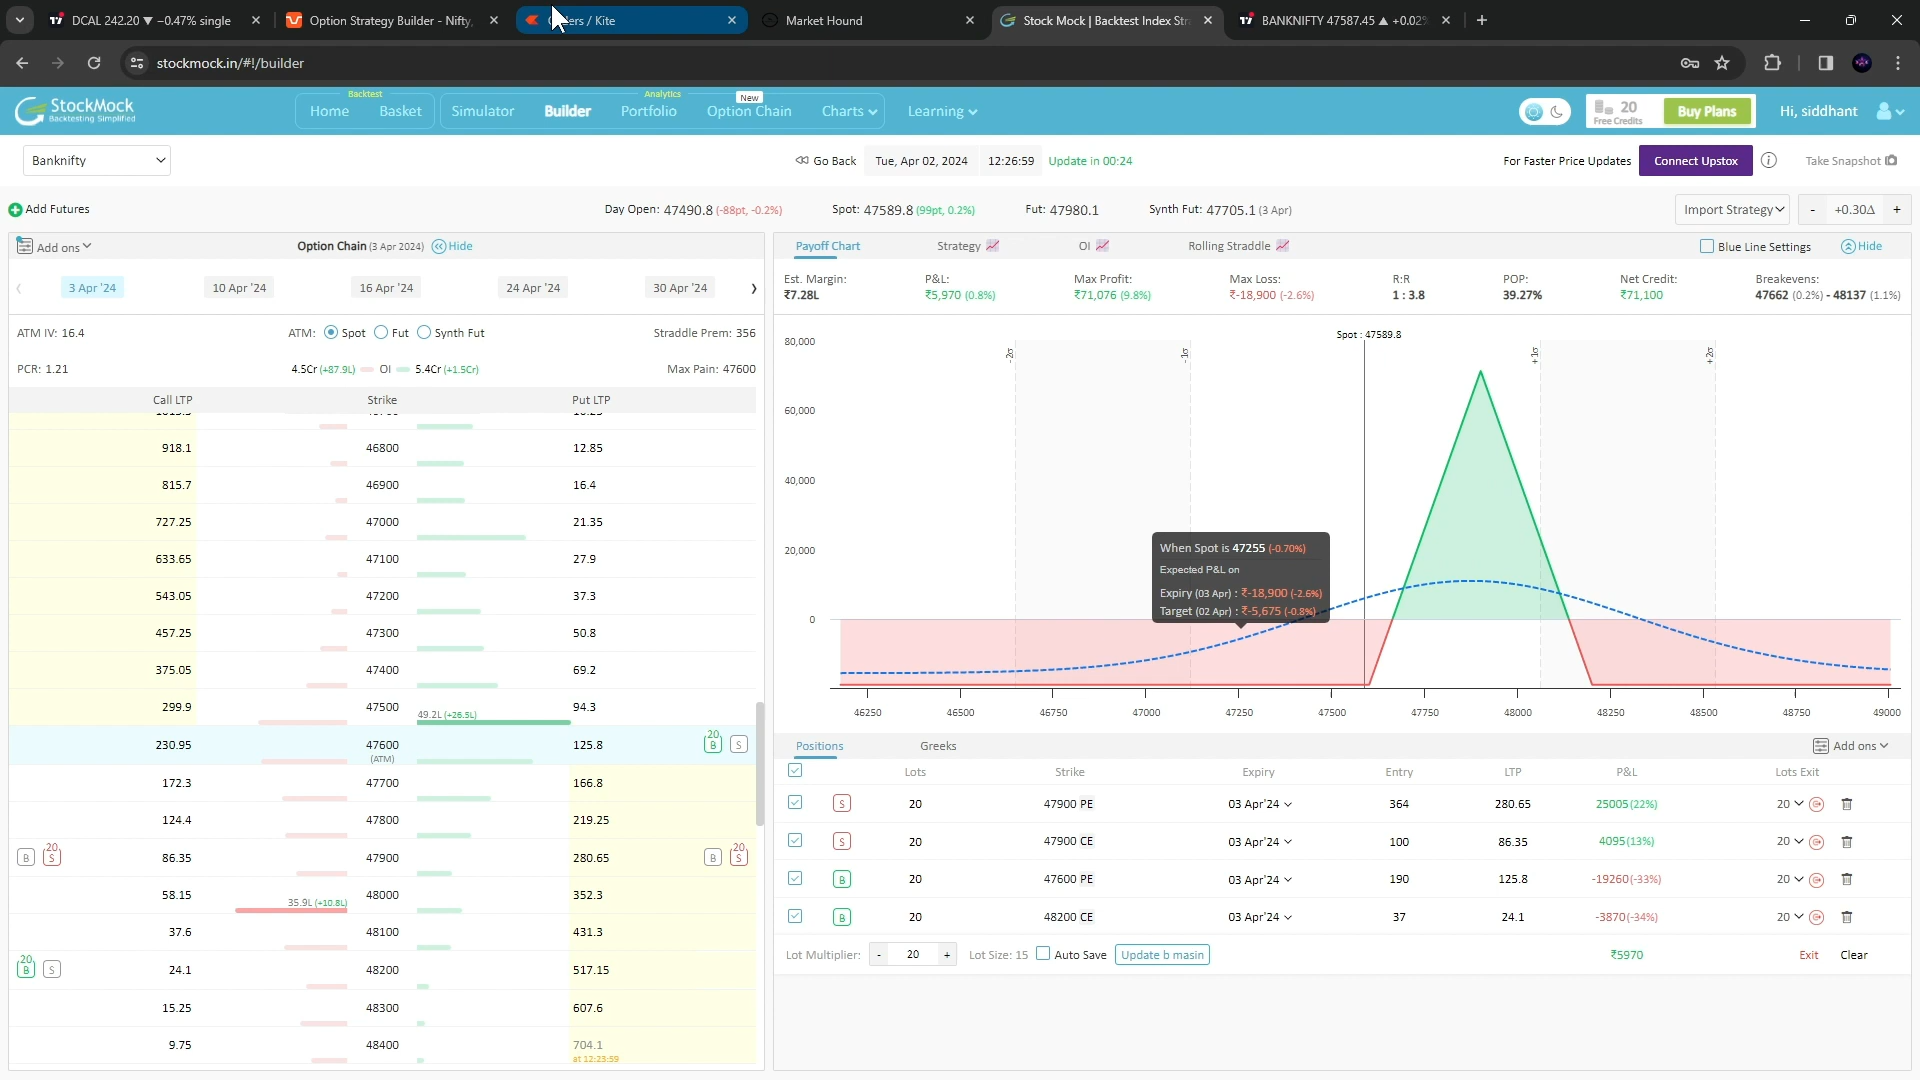 DCAL 242.20 ▼ −0.47% single
Option Strategy Builder - Nifty,
ers / Kite
Market Hound
Stock Mock | Backtest Index Str
BANKNIFTY 47587.45 ▲ +0.02%
stockmock.in/#!/builder
StockMock
Backtesting Simplified
Backtest
Home
Basket
Simulator
Builder
Analytics
Portfolio
New
Option Chain
Charts
Learning
20
Free Credits
Buy Plans
Hi, siddhant
Banknifty
Go Back
Tue, Apr 02, 2024
12:26:59
Update in 00:24
For Faster Price Updates
Connect Upstox
Take Snapshot
Add Futures
Day Open: 47490.8 (-88pt, -0.2%)
Spot: 47589.8 (99pt, 0.2%)
Fut: 47980.1
Synth Fut: 47705.1 (3 Apr)
Import Strategy
- +0.30Δ +
Add ons
Option Chain (3 Apr 2024) Hide
3 Apr '24
10 Apr '24
16 Apr '24
24 Apr '24
30 Apr '24
ATM IV: 16.4
ATM: Spot Fut Synth Fut
Straddle Prem: 356
PCR: 1.21
4.5Cr (+87.9L) OI 5.4Cr (+1.5Cr)
Max Pain: 47600
Call LTP Strike Put LTP
918.1 46800 12.85
815.7 46900 16.4
727.25 47000 21.35
633.65 47100 27.9
543.05 47200 37.3
457.25 47300 50.8
375.05 47400 69.2
299.9 47500 94.3
49.2L (+26.5L)
230.95 47600 125.8 20 B S
(ATM)
172.3 47700 166.8
124.4 47800 219.25
B 20 S 86.35 47900 280.65 B 20 S
58.15 48000 352.3
35.9L (+10.8L)
37.6 48100 431.3
20 B S 24.1 48200 517.15
15.25 48300 607.6
9.75 48400 704.1
at 12:23:59
Payoff Chart
Strategy
OI
Rolling Straddle
Blue Line Settings
Hide
Est. Margin: P&L: Max Profit: Max Loss: R:R POP: Net Credit: Breakevens:
₹7.28L ₹5,970 (0.8%) ₹71,076 (9.8%) ₹-18,900 (-2.6%) 1 : 3.8 39.27% ₹71,100 47662 (0.2%) - 48137 (1.1%)
Spot : 47589.8
80,000
-2σ
-1σ
+1σ
+2σ
60,000
40,000
20,000
When Spot is 47255 (-0.70%)
Expected P&L on
Expiry (03 Apr) : ₹-18,900 (-2.6%)
Target (02 Apr) : ₹-5,675 (-0.8%)
0
46250 46500 46750 47000 47250 47500 47750 48000 48250 48500 48750 49000
Positions
Greeks
Add ons
Lots Strike Expiry Entry LTP P&L Lots Exit
S 20 47900 PE 03 Apr'24 364 280.65 25005(22%) 20
S 20 47900 CE 03 Apr'24 100 86.35 4095(13%) 20
B 20 47600 PE 03 Apr'24 190 125.8 -19260(-33%) 20
B 20 48200 CE 03 Apr'24 37 24.1 -3870(-34%) 20
Lot Multiplier: - 20 + Lot Size: 15 Auto Save Update b masin ₹5970 Exit Clear